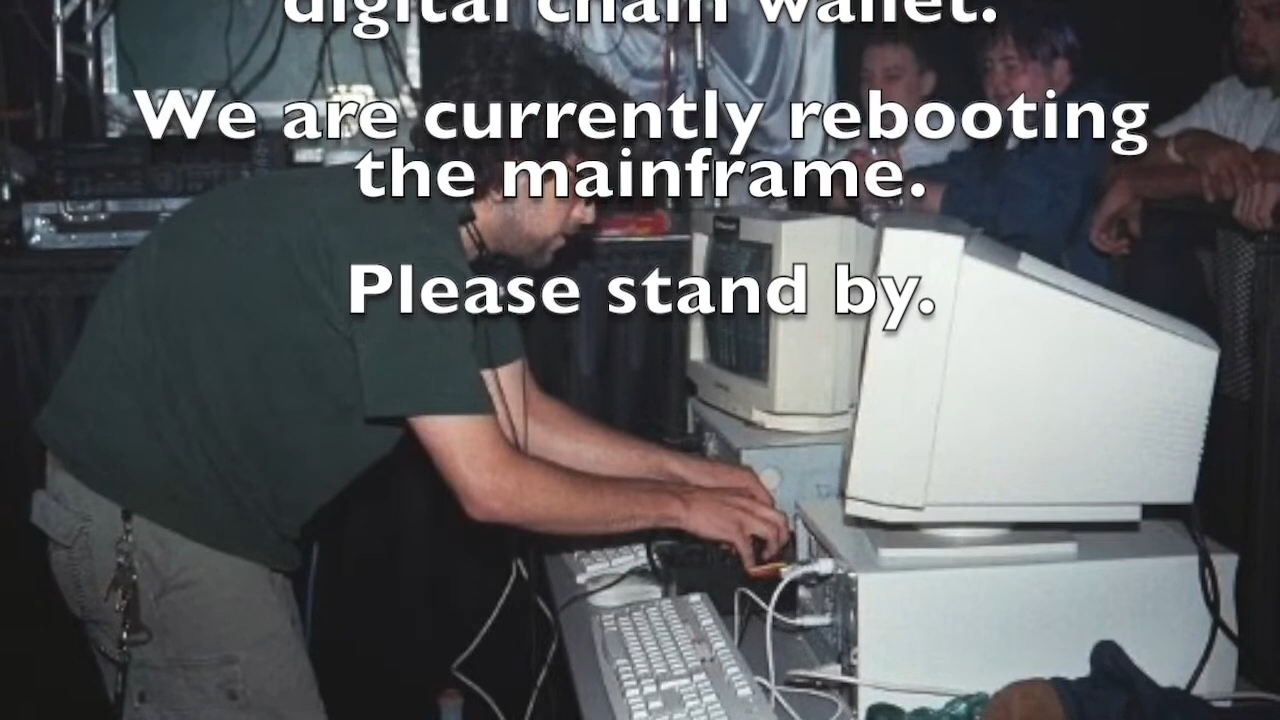 digital chain wallet.
We are currently rebooting
the mainframe.
Please stand by.